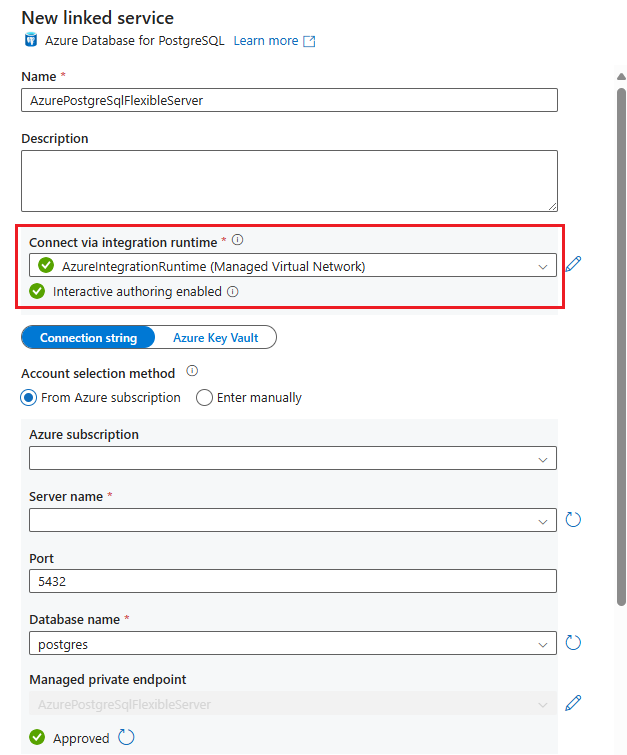 New linked service
Azure Database for PostgreSQL Learn more
Name *
AzurePostgreSqlFlexibleServer
Description
Connect via integration runtime *
AzureIntegrationRuntime (Managed Virtual Network)
Interactive authoring enabled
Connection string Azure Key Vault
Account selection method
From Azure subscription Enter manually
Azure subscription
Server name *
Port
5432
Database name *
postgres
Managed private endpoint
AzurePostgreSqlFlexibleServer
Approved